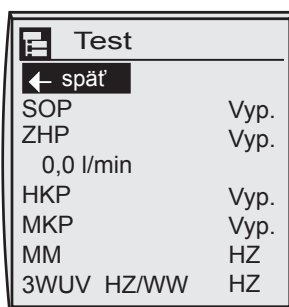 Test
← späť
SOP Vyp.
ZHP Vyp.
0,0 l/min
HKP Vyp.
MKP Vyp.
MM HZ
3WUV HZ/WW HZ